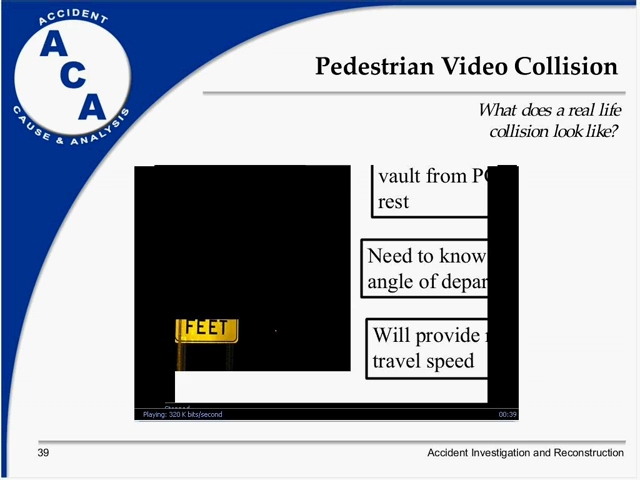 ACCIDENT
A
C
A
CAUSE & ANALYSIS
Pedestrian Video Collision
What does a real life
collision look like?
vault from
rest
Need to know
angle of
Will provide
travel speed
FEET
Playing: 320 K bits/second
00:39
39
Accident Investigation and Reconstruction